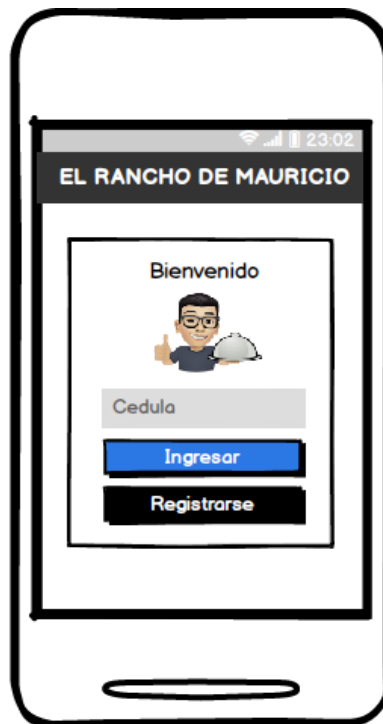 23:02
EL RANCHO DE MAURICIO
Bienvenido
Cedula
Ingresar
Registrarse